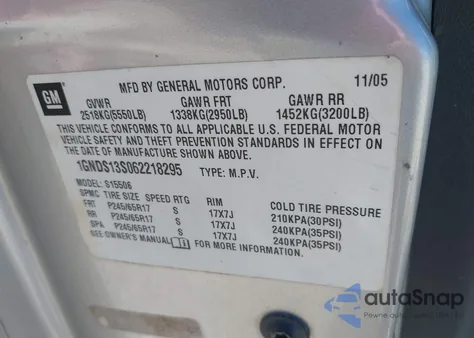 MFD BY GENERAL MOTORS CORP. 11/05
GM
GVWR GAWR FRT GAWR RR
2518KG(5550LB) 1338KG(2950LB) 1452KG(3200LB)
THIS VEHICLE CONFORMS TO ALL APPLICABLE U.S. FEDERAL MOTOR
VEHICLE SAFETY AND THEFT PREVENTION STANDARDS IN EFFECT
ON THE DATE OF MANUFACTURE SHOWN ABOVE.
1GNDS13S062218295 TYPE: M.P.V.
MODEL: S15506
SPMC TIRE SIZE SPEED RTG RIM COLD TIRE PRESSURE
FRT P245/65R17 S 17X7J 210KPA(30PSI)
RR P245/65R17 S 17X7J 240KPA(35PSI)
SPA P245/65R17 S 17X7J 240KPA(35PSI)
SEE OWNER'S MANUAL FOR MORE INFORMATION.
autoSnap